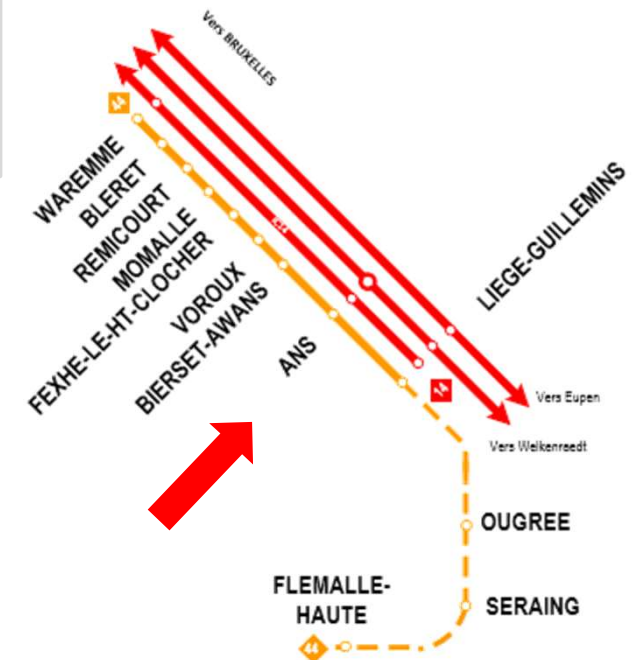 Vers BRUXELLES
44
WAREMME
BLERET
REMICOURT
MOMALLE
FEXHE-LE-HT-CLOCHER
VOROUX
BIERSET-AWANS
ANS
LIEGE-GUILLEMINS
14
Vers Eupen
Vers Welkenraedt
OUGREE
SERAING
FLEMALLE-
HAUTE
44